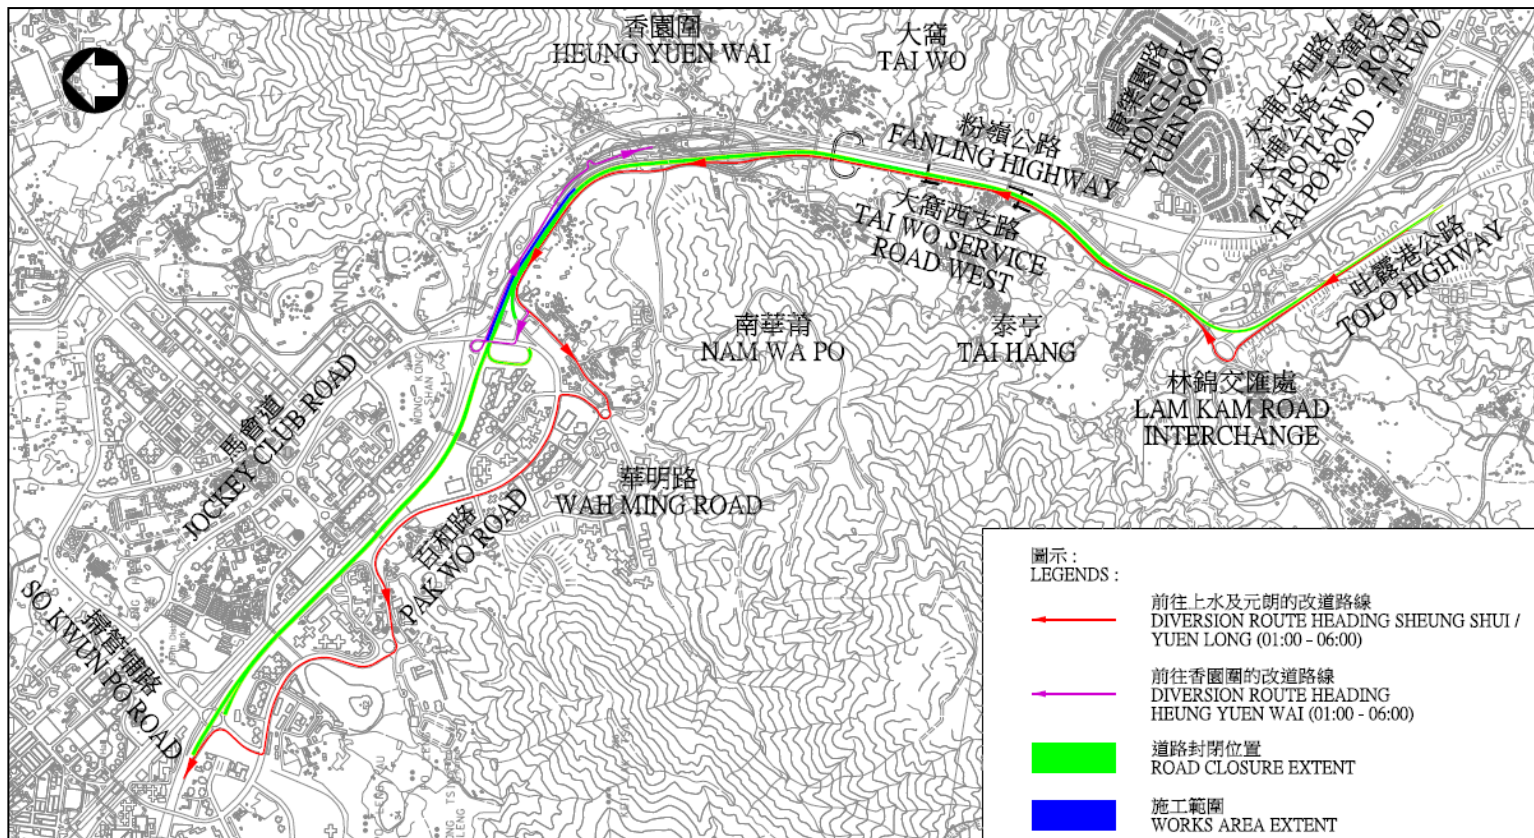 香園圍
HEUNG YUEN WAI
大窩
TAI WO
粉嶺公路
FANLING HIGHWAY
康樂園路
HONG LOK
YUEN ROAD
大埔太和路 /
大埔公路 - 大窩段
TAI PO TAI WO ROAD /
TAI PO ROAD - TAI WO
大窩西支路
TAI WO SERVICE
ROAD WEST
吐露港公路
TOLO HIGHWAY
南華莆
NAM WA PO
泰亨
TAI HANG
林錦交匯處
LAM KAM ROAD
INTERCHANGE
馬會道
JOCKEY CLUB ROAD
華明路
WAH MING ROAD
百和路
PAK WO ROAD
掃管埔路
SO KWUN PO ROAD
圖示 :
LEGENDS :
前往上水及元朗的改道路線
DIVERSION ROUTE HEADING SHEUNG SHUI /
YUEN LONG (01:00 - 06:00)
前往香園圍的改道路線
DIVERSION ROUTE HEADING
HEUNG YUEN WAI (01:00 - 06:00)
道路封閉位置
ROAD CLOSURE EXTENT
施工範圍
WORKS AREA EXTENT